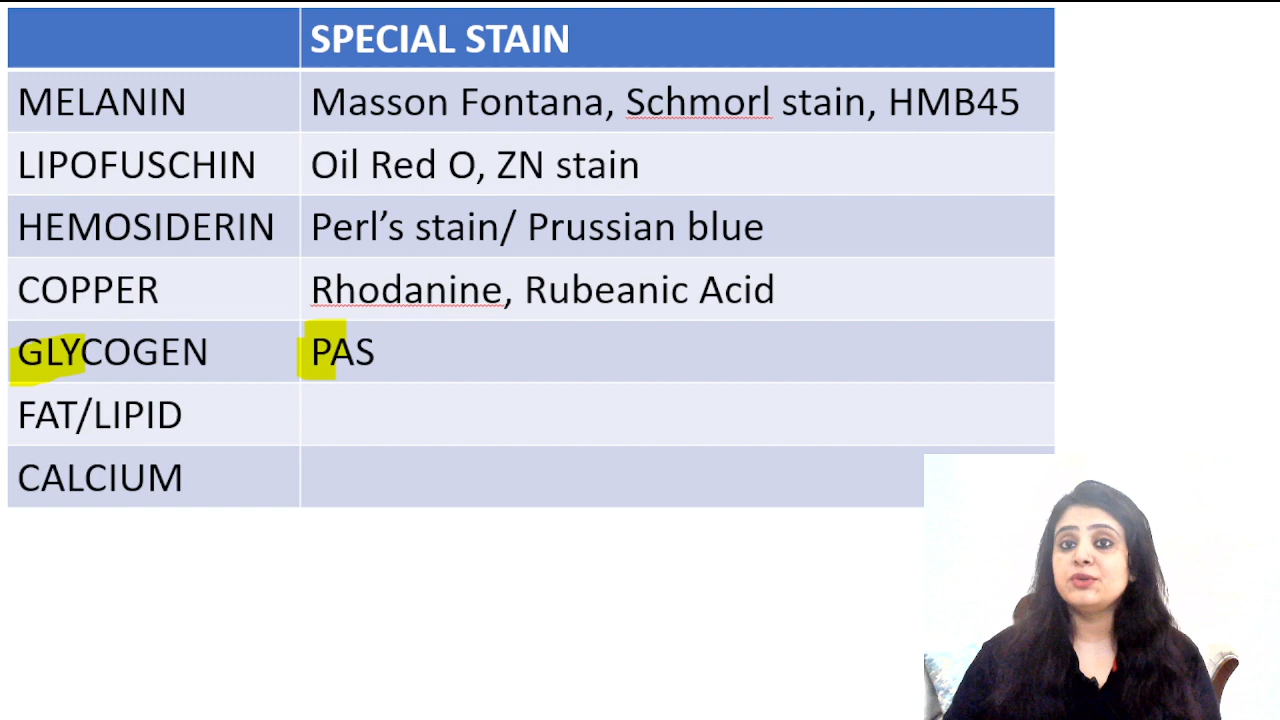 SPECIAL STAIN
MELANIN Masson Fontana, Schmorl stain, HMB45
LIPOFUSCHIN Oil Red O, ZN stain
HEMOSIDERIN Perl’s stain/ Prussian blue
COPPER Rhodanine, Rubeanic Acid
GLYCOGEN PAS
FAT/LIPID
CALCIUM